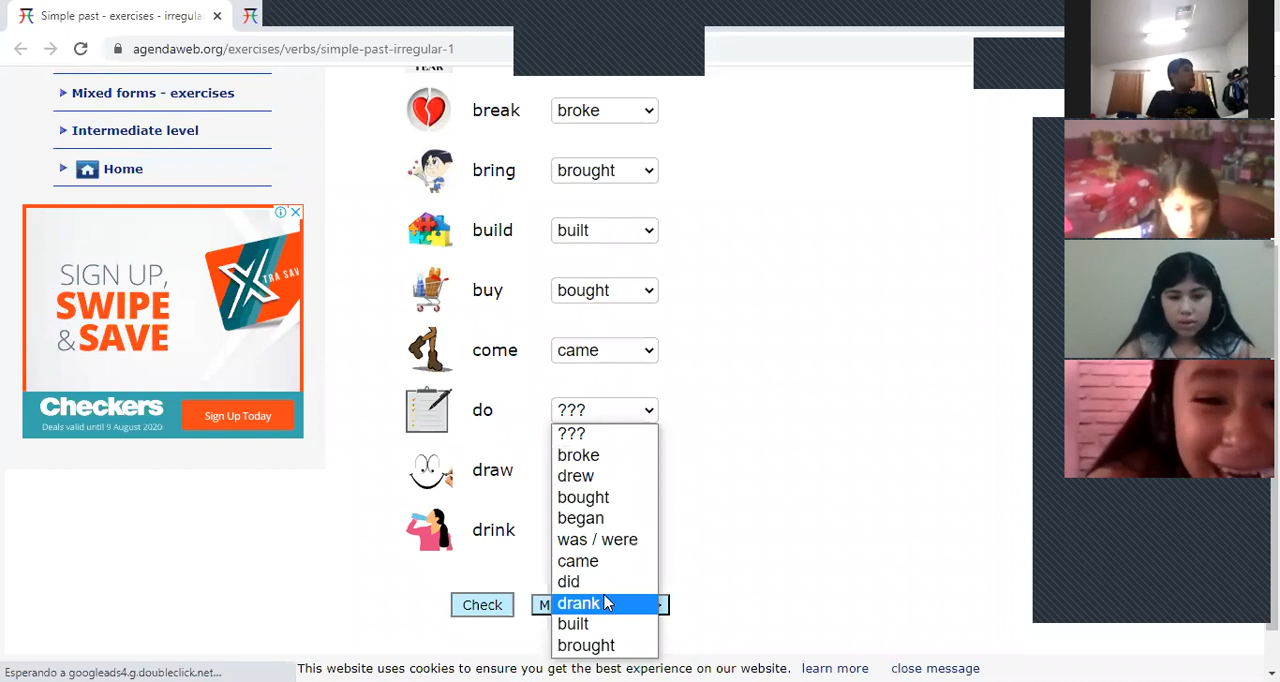 Simple past - exercises - irregula
agendaweb.org/exercises/verbs/simple-past-irregular-1
Mixed forms - exercises
Intermediate level
Home
SIGN UP,
SWIPE
& SAVE
XTRA SAV
Checkers
Deals valid until 9 August 2020
Sign Up Today
YEAR
break broke
bring brought
build built
buy bought
come came
do ???
draw
drink
???
broke
drew
bought
began
was / were
came
did
drank
built
brought
Check M
Esperando a googleads4.g.doubleclick.net...
This website uses cookies to ensure you get the best experience on our website. learn more close message